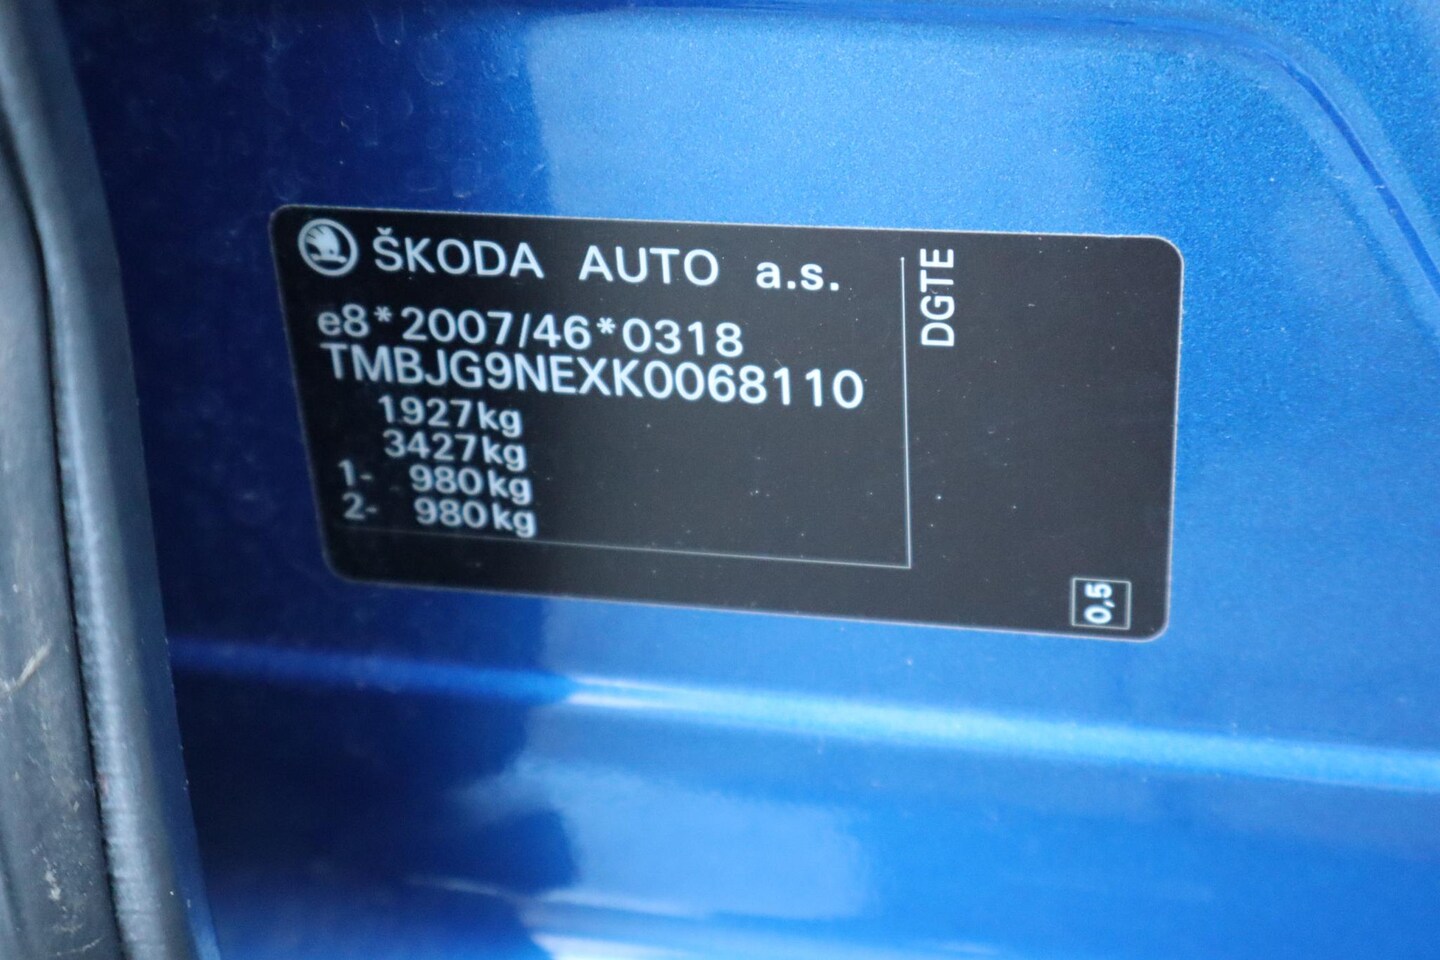 ŠKODA AUTO a.s.
e8*2007/46*0318
TMBJG9NEXK0068110
1927kg
3427kg
1- 980kg
2- 980kg
DGTE
0,5